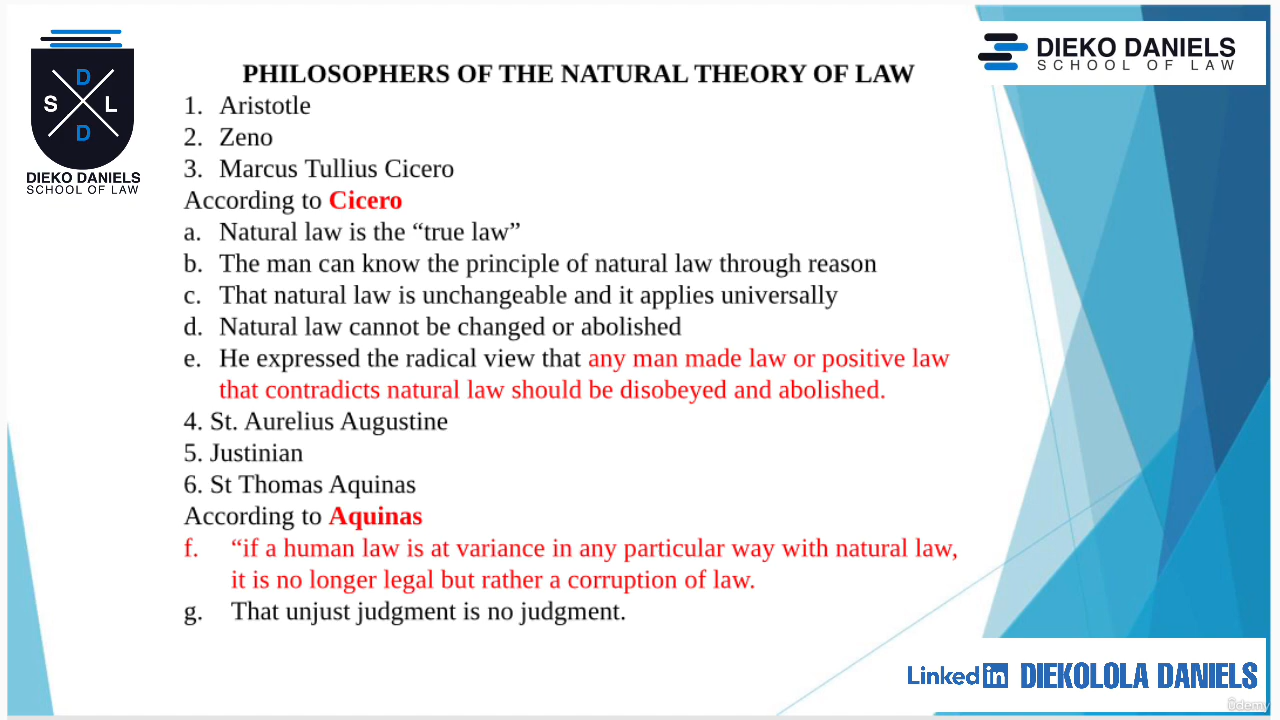 DIEKO DANIELS
SCHOOL OF LAW
D
S L
D
DIEKO DANIELS
SCHOOL OF LAW
PHILOSOPHERS OF THE NATURAL THEORY OF LAW
1. Aristotle
2. Zeno
3. Marcus Tullius Cicero
According to Cicero
a. Natural law is the “true law”
b. The man can know the principle of natural law through reason
c. That natural law is unchangeable and it applies universally
d. Natural law cannot be changed or abolished
e. He expressed the radical view that any man made law or positive law
that contradicts natural law should be disobeyed and abolished.
4. St. Aurelius Augustine
5. Justinian
6. St Thomas Aquinas
According to Aquinas
f. “if a human law is at variance in any particular way with natural law,
it is no longer legal but rather a corruption of law.
g. That unjust judgment is no judgment.
Linked in DIEKOLOLA DANIELS
ûdemy